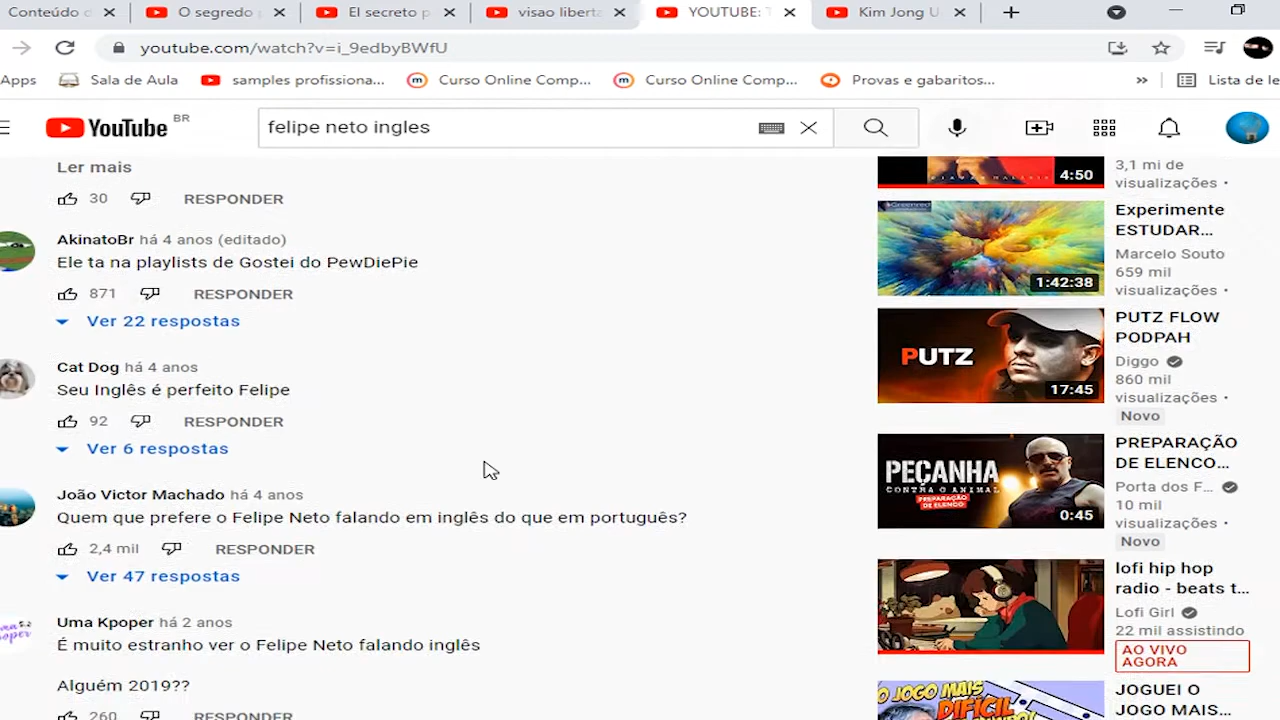 Conteúdo d
O segredo p
El secreto p
visao liberta
YOUTUBE: T
Kim Jong U
youtube.com/watch?v=i_9edbyBWfU
Apps
Sala de Aula
samples profissiona...
Curso Online Comp...
Curso Online Comp...
Provas e gabaritos...
»
Lista de le
YouTube BR
felipe neto ingles
Ler mais
30 RESPONDER
AkinatoBr há 4 anos (editado)
Ele ta na playlists de Gostei do PewDiePie
871 RESPONDER
Ver 22 respostas
Cat Dog há 4 anos
Seu Inglês é perfeito Felipe
92 RESPONDER
Ver 6 respostas
João Victor Machado há 4 anos
Quem que prefere o Felipe Neto falando em inglês do que em português?
2,4 mil RESPONDER
Ver 47 respostas
Uma Kpoper há 2 anos
É muito estranho ver o Felipe Neto falando inglês
Alguém 2019??
260 RESPONDER
4:50
3,1 mi de
visualizações •
1:42:38
Experimente
ESTUDAR...
Marcelo Souto
659 mil
visualizações •
PUTZ
17:45
PUTZ FLOW
PODPAH
Diggo
860 mil
visualizações •
Novo
PEÇANHA
CONTRA O ANIMAL
PREPARAÇÃO
DE ELENCO
0:45
PREPARAÇÃO
DE ELENCO...
Porta dos F...
10 mil
visualizações •
Novo
lofi hip hop
radio - beats t...
Lofi Girl
22 mil assistindo
AO VIVO
AGORA
O JOGO MAIS
DIFÍCIL
JOGUEI O
JOGO MAIS...